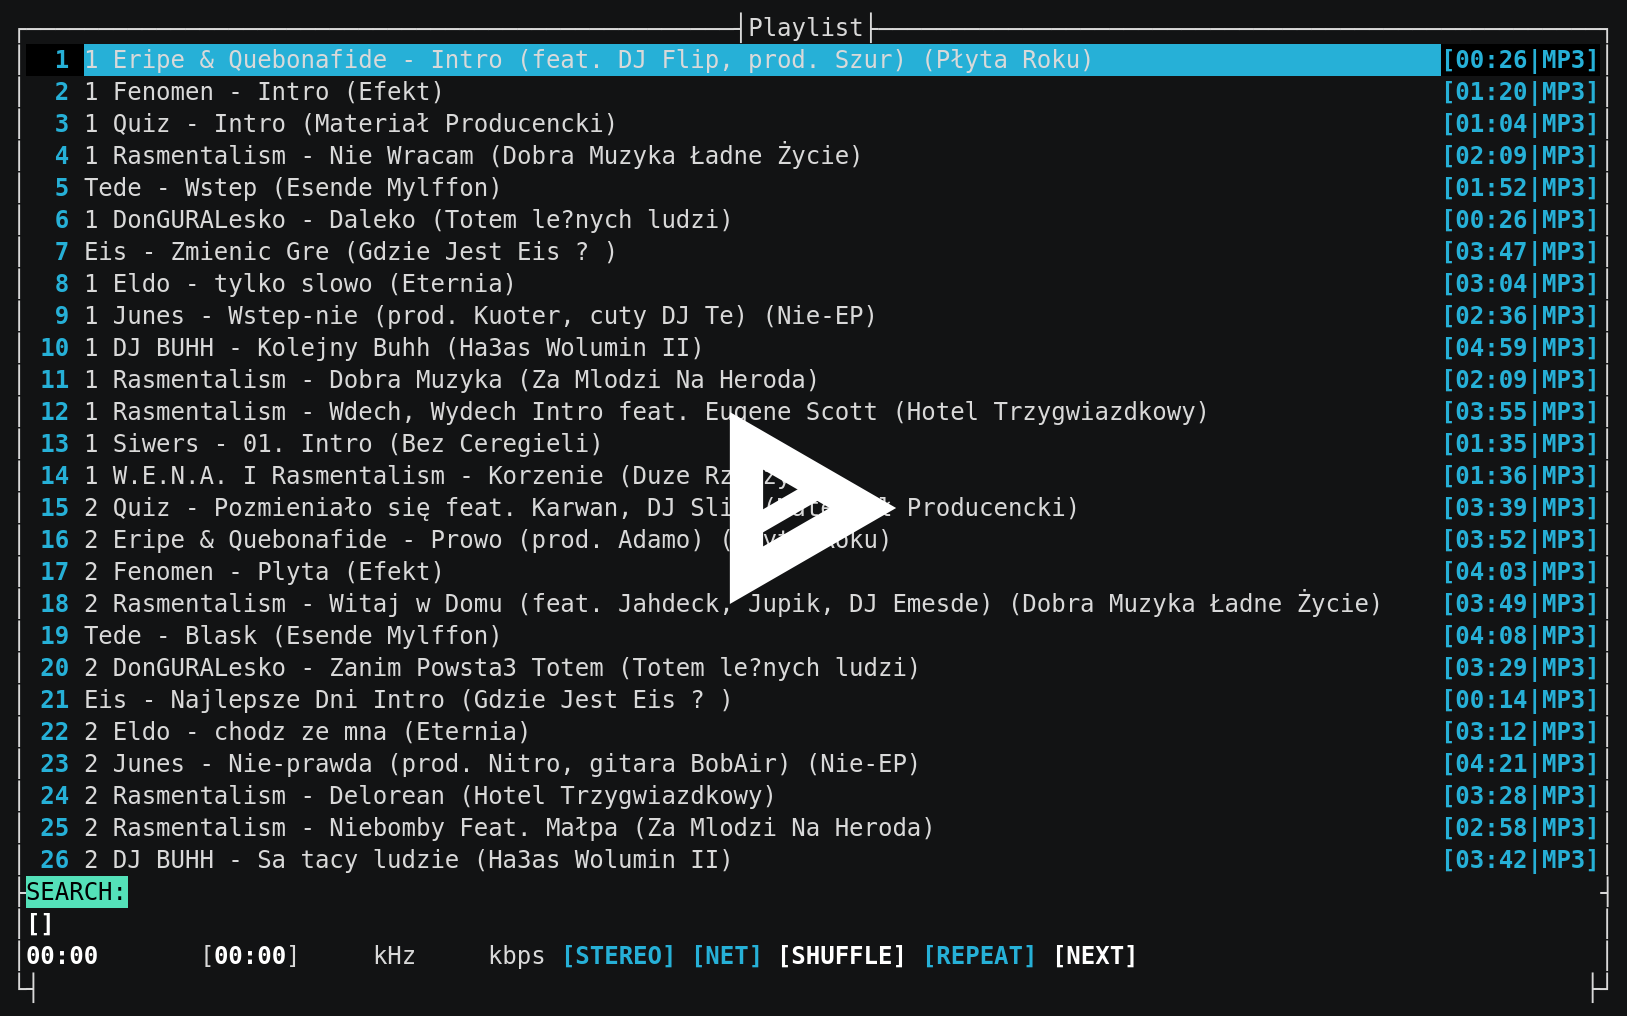 Playlist
1 1 Eripe & Quebonafide - Intro (feat. DJ Flip, prod. Szur) (Płyta Roku) [00:26|MP3]
2 1 Fenomen - Intro (Efekt) [01:20|MP3]
3 1 Quiz - Intro (Materiał Producencki) [01:04|MP3]
4 1 Rasmentalism - Nie Wracam (Dobra Muzyka Ładne Życie) [02:09|MP3]
5 Tede - Wstep (Esende Mylffon) [01:52|MP3]
6 1 DonGURALesko - Daleko (Totem le?nych ludzi) [00:26|MP3]
7 Eis - Zmienic Gre (Gdzie Jest Eis ? ) [03:47|MP3]
8 1 Eldo - tylko slowo (Eternia) [03:04|MP3]
9 1 Junes - Wstep-nie (prod. Kuoter, cuty DJ Te) (Nie-EP) [02:36|MP3]
10 1 DJ BUHH - Kolejny Buhh (Ha3as Wolumin II) [04:59|MP3]
11 1 Rasmentalism - Dobra Muzyka (Za Mlodzi Na Heroda) [02:09|MP3]
12 1 Rasmentalism - Wdech, Wydech Intro feat. Eugene Scott (Hotel Trzygwiazdkowy) [03:55|MP3]
13 1 Siwers - 01. Intro (Bez Ceregieli) [01:35|MP3]
14 1 W.E.N.A. I Rasmentalism - Korzenie (Duze [01:36|MP3]
15 2 Quiz - Pozmieniało się feat. Karwan, DJ Producencki) [03:39|MP3]
16 2 Eripe & Quebonafide - Prowo (prod. Adamo) [03:52|MP3]
17 2 Fenomen - Plyta (Efekt) [04:03|MP3]
18 2 Rasmentalism - Witaj w Domu (feat. Jahdeck, Jupik, DJ Emesde) (Dobra Muzyka Ładne Życie) [03:49|MP3]
19 Tede - Blask (Esende Mylffon) [04:08|MP3]
20 2 DonGURALesko - Zanim Powsta3 Totem (Totem le?nych ludzi) [03:29|MP3]
21 Eis - Najlepsze Dni Intro (Gdzie Jest Eis ? ) [00:14|MP3]
22 2 Eldo - chodz ze mna (Eternia) [03:12|MP3]
23 2 Junes - Nie-prawda (prod. Nitro, gitara BobAir) (Nie-EP) [04:21|MP3]
24 2 Rasmentalism - Delorean (Hotel Trzygwiazdkowy) [03:28|MP3]
25 2 Rasmentalism - Niebomby Feat. Małpa (Za Mlodzi Na Heroda) [02:58|MP3]
26 2 DJ BUHH - Sa tacy ludzie (Ha3as Wolumin II) [03:42|MP3]
SEARCH:
[]
00:00 [00:00] kHz kbps [STEREO] [NET] [SHUFFLE] [REPEAT] [NEXT]